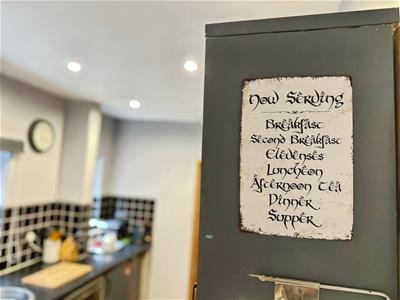 Now Serving
Breakfast
Second Breakfast
Elevenses
Luncheon
Afternoon Tea
Dinner
Supper